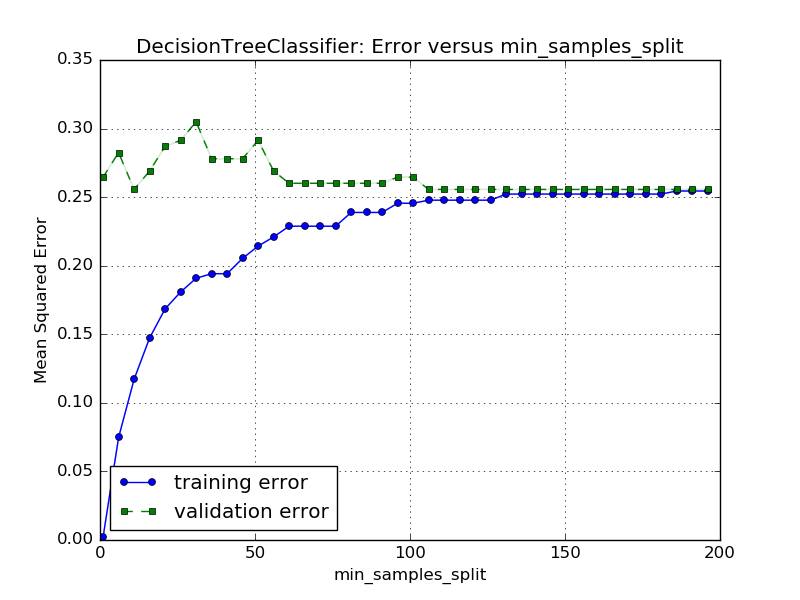 DecisionTreeClassifier: Error versus min_samples_split
Mean Squared Error
0.35
0.30
0.25
0.20
0.15
0.10
0.05
0.00
training error
validation error
0 50 100 150 200
min_samples_split